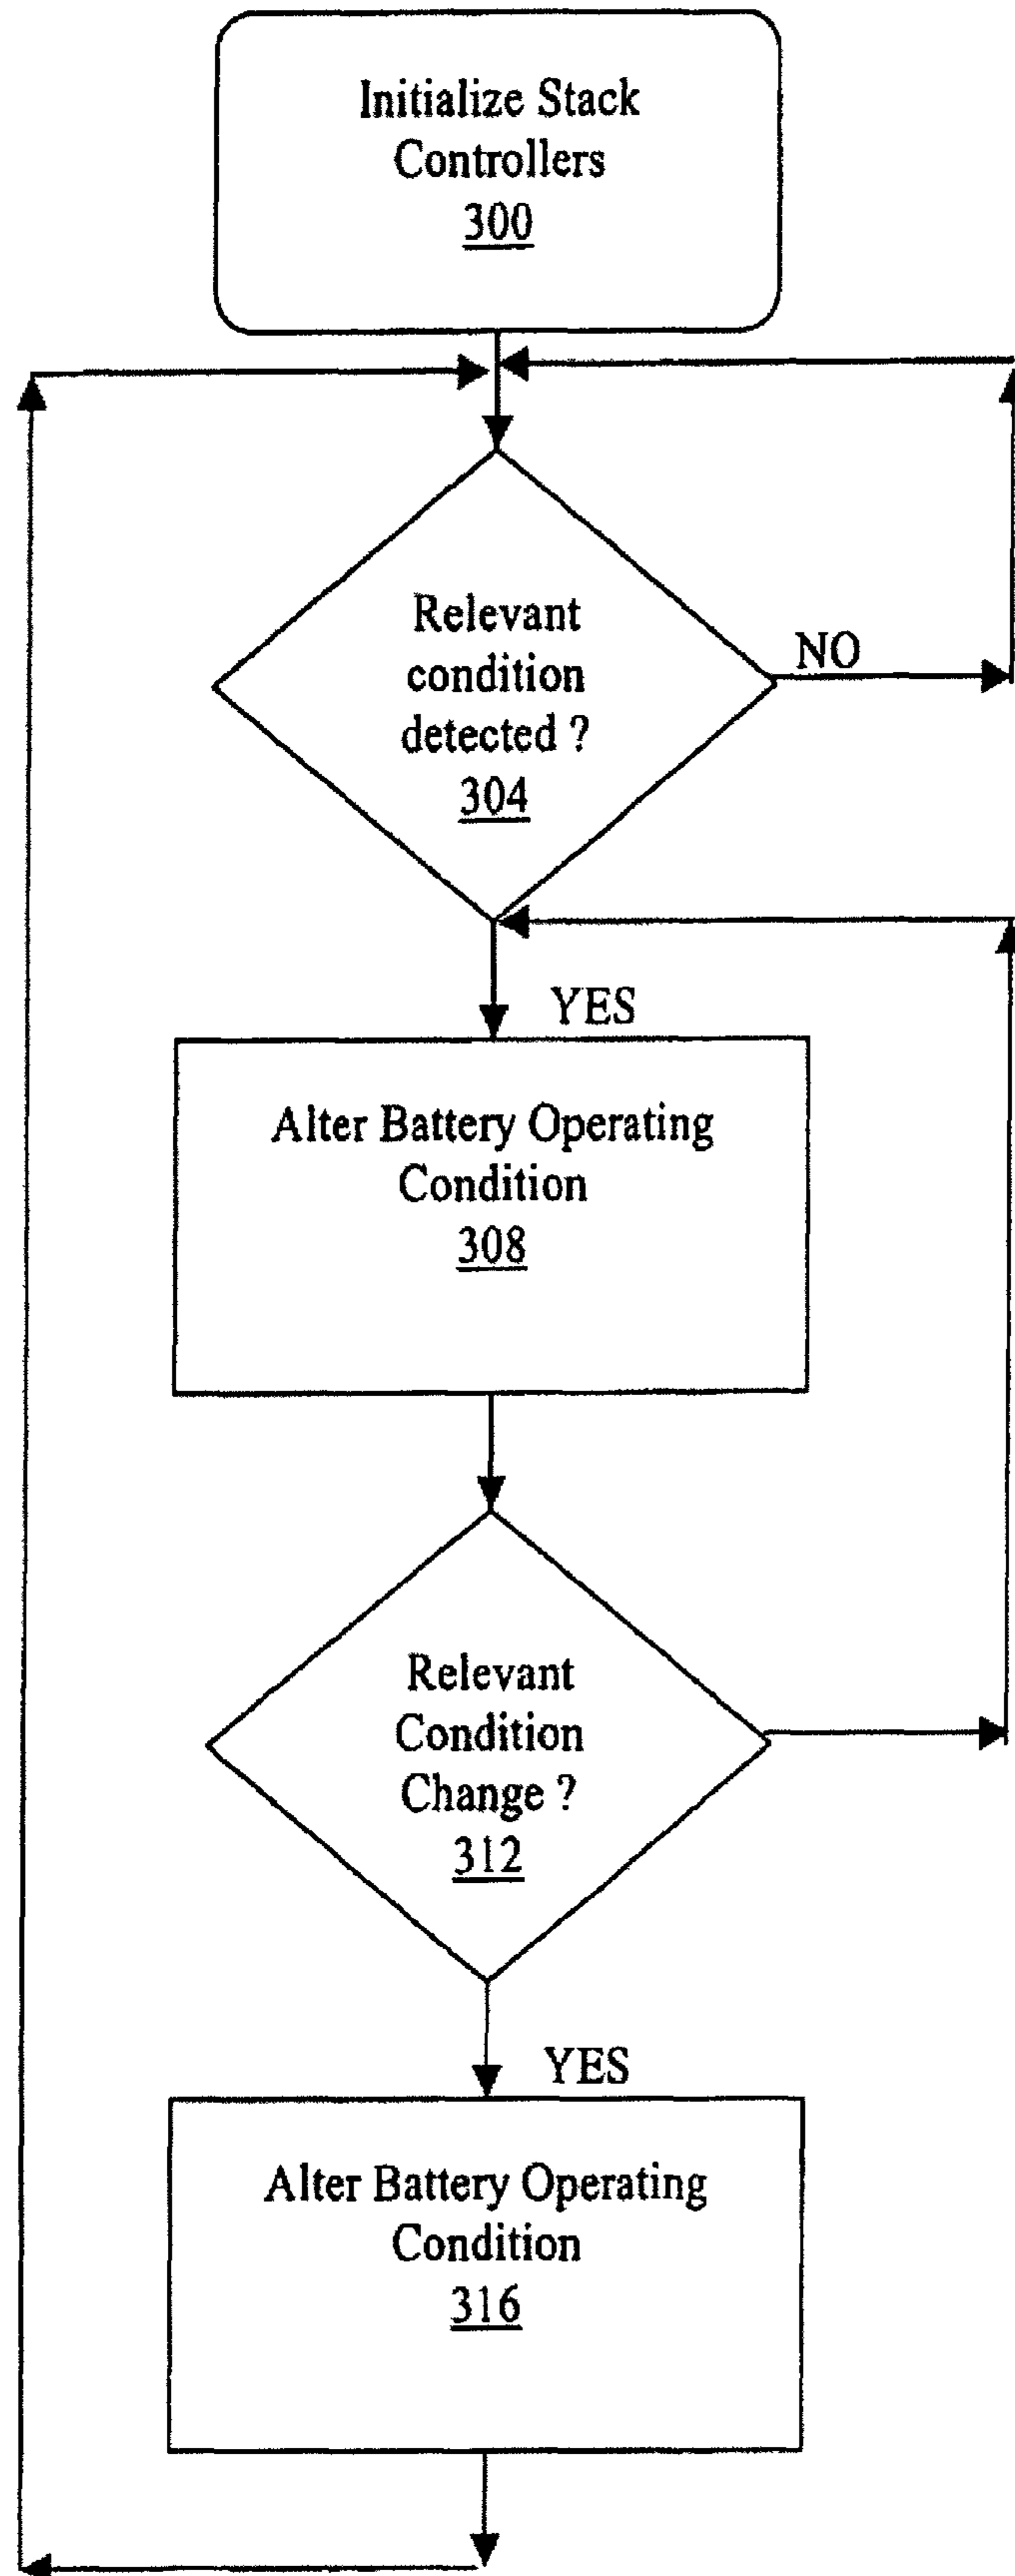 Initialize Stack
Controllers
300
Relevant
condition
detected ?
304
NO
YES
Alter Battery Operating
Condition
308
Relevant
Condition
Change ?
312
YES
Alter Battery Operating
Condition
316